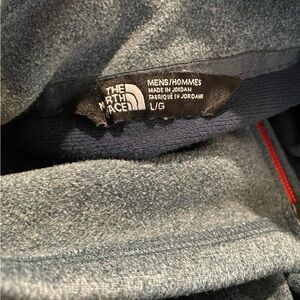 THE
NORTH
FACE
MENS/HOMMES
MADE IN JORDAN
FABRIQUÉ EN JORDANIE
L/G